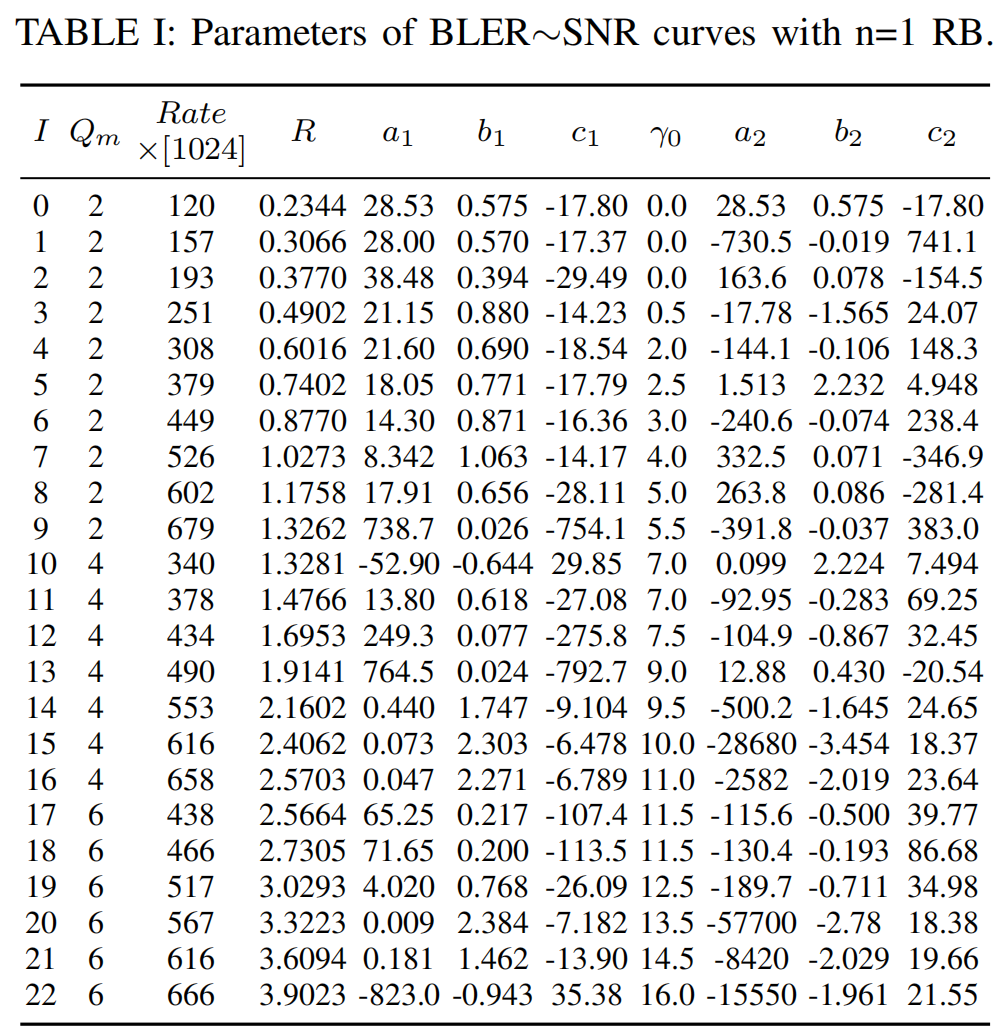 TABLE I: Parameters of BLER~SNR curves with n=1 RB.
I Qm Rate ×[1024] R a1 b1 c1 γ0 a2 b2 c2
0 2 120 0.2344 28.53 0.575 -17.80 0.0 28.53 0.575 -17.80
1 2 157 0.3066 28.00 0.570 -17.37 0.0 -730.5 -0.019 741.1
2 2 193 0.3770 38.48 0.394 -29.49 0.0 163.6 0.078 -154.5
3 2 251 0.4902 21.15 0.880 -14.23 0.5 -17.78 -1.565 24.07
4 2 308 0.6016 21.60 0.690 -18.54 2.0 -144.1 -0.106 148.3
5 2 379 0.7402 18.05 0.771 -17.79 2.5 1.513 2.232 4.948
6 2 449 0.8770 14.30 0.871 -16.36 3.0 -240.6 -0.074 238.4
7 2 526 1.0273 8.342 1.063 -14.17 4.0 332.5 0.071 -346.9
8 2 602 1.1758 17.91 0.656 -28.11 5.0 263.8 0.086 -281.4
9 2 679 1.3262 738.7 0.026 -754.1 5.5 -391.8 -0.037 383.0
10 4 340 1.3281 -52.90 -0.644 29.85 7.0 0.099 2.224 7.494
11 4 378 1.4766 13.80 0.618 -27.08 7.0 -92.95 -0.283 69.25
12 4 434 1.6953 249.3 0.077 -275.8 7.5 -104.9 -0.867 32.45
13 4 490 1.9141 764.5 0.024 -792.7 9.0 12.88 0.430 -20.54
14 4 553 2.1602 0.440 1.747 -9.104 9.5 -500.2 -1.645 24.65
15 4 616 2.4062 0.073 2.303 -6.478 10.0 -28680 -3.454 18.37
16 4 658 2.5703 0.047 2.271 -6.789 11.0 -2582 -2.019 23.64
17 6 438 2.5664 65.25 0.217 -107.4 11.5 -115.6 -0.500 39.77
18 6 466 2.7305 71.65 0.200 -113.5 11.5 -130.4 -0.193 86.68
19 6 517 3.0293 4.020 0.768 -26.09 12.5 -189.7 -0.711 34.98
20 6 567 3.3223 0.009 2.384 -7.182 13.5 -57700 -2.78 18.38
21 6 616 3.6094 0.181 1.462 -13.90 14.5 -8420 -2.029 19.66
22 6 666 3.9023 -823.0 -0.943 35.38 16.0 -15550 -1.961 21.55